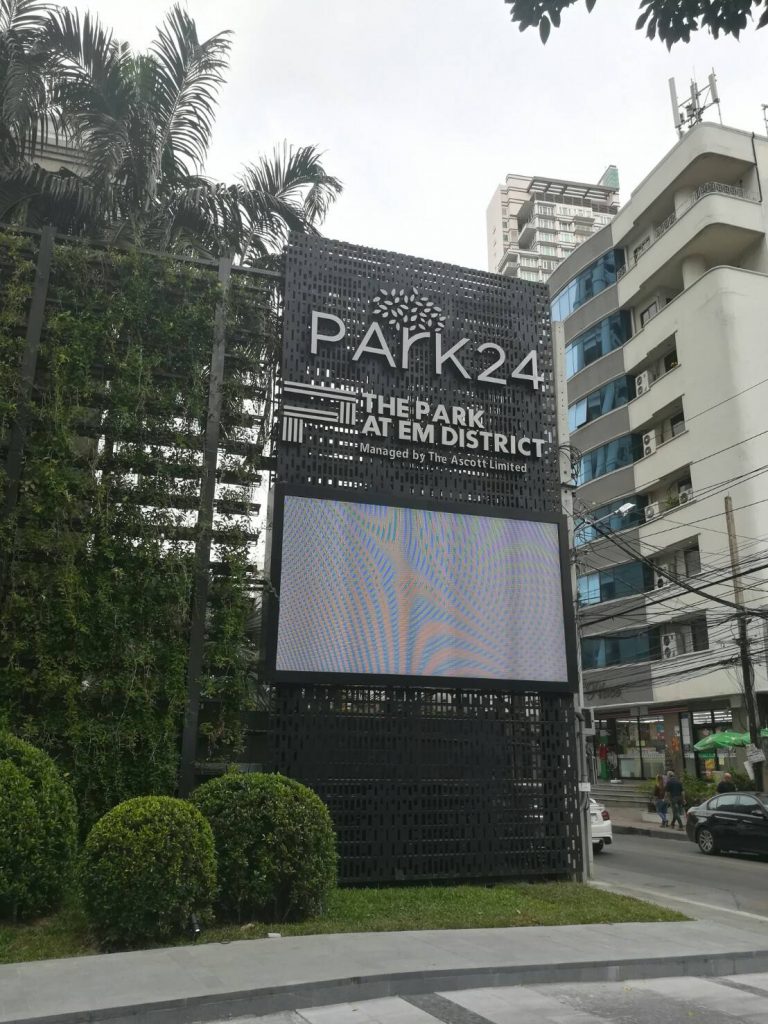 PArK24
THE PARK
AT EM DISTRICT
Managed by The Ascott Limited